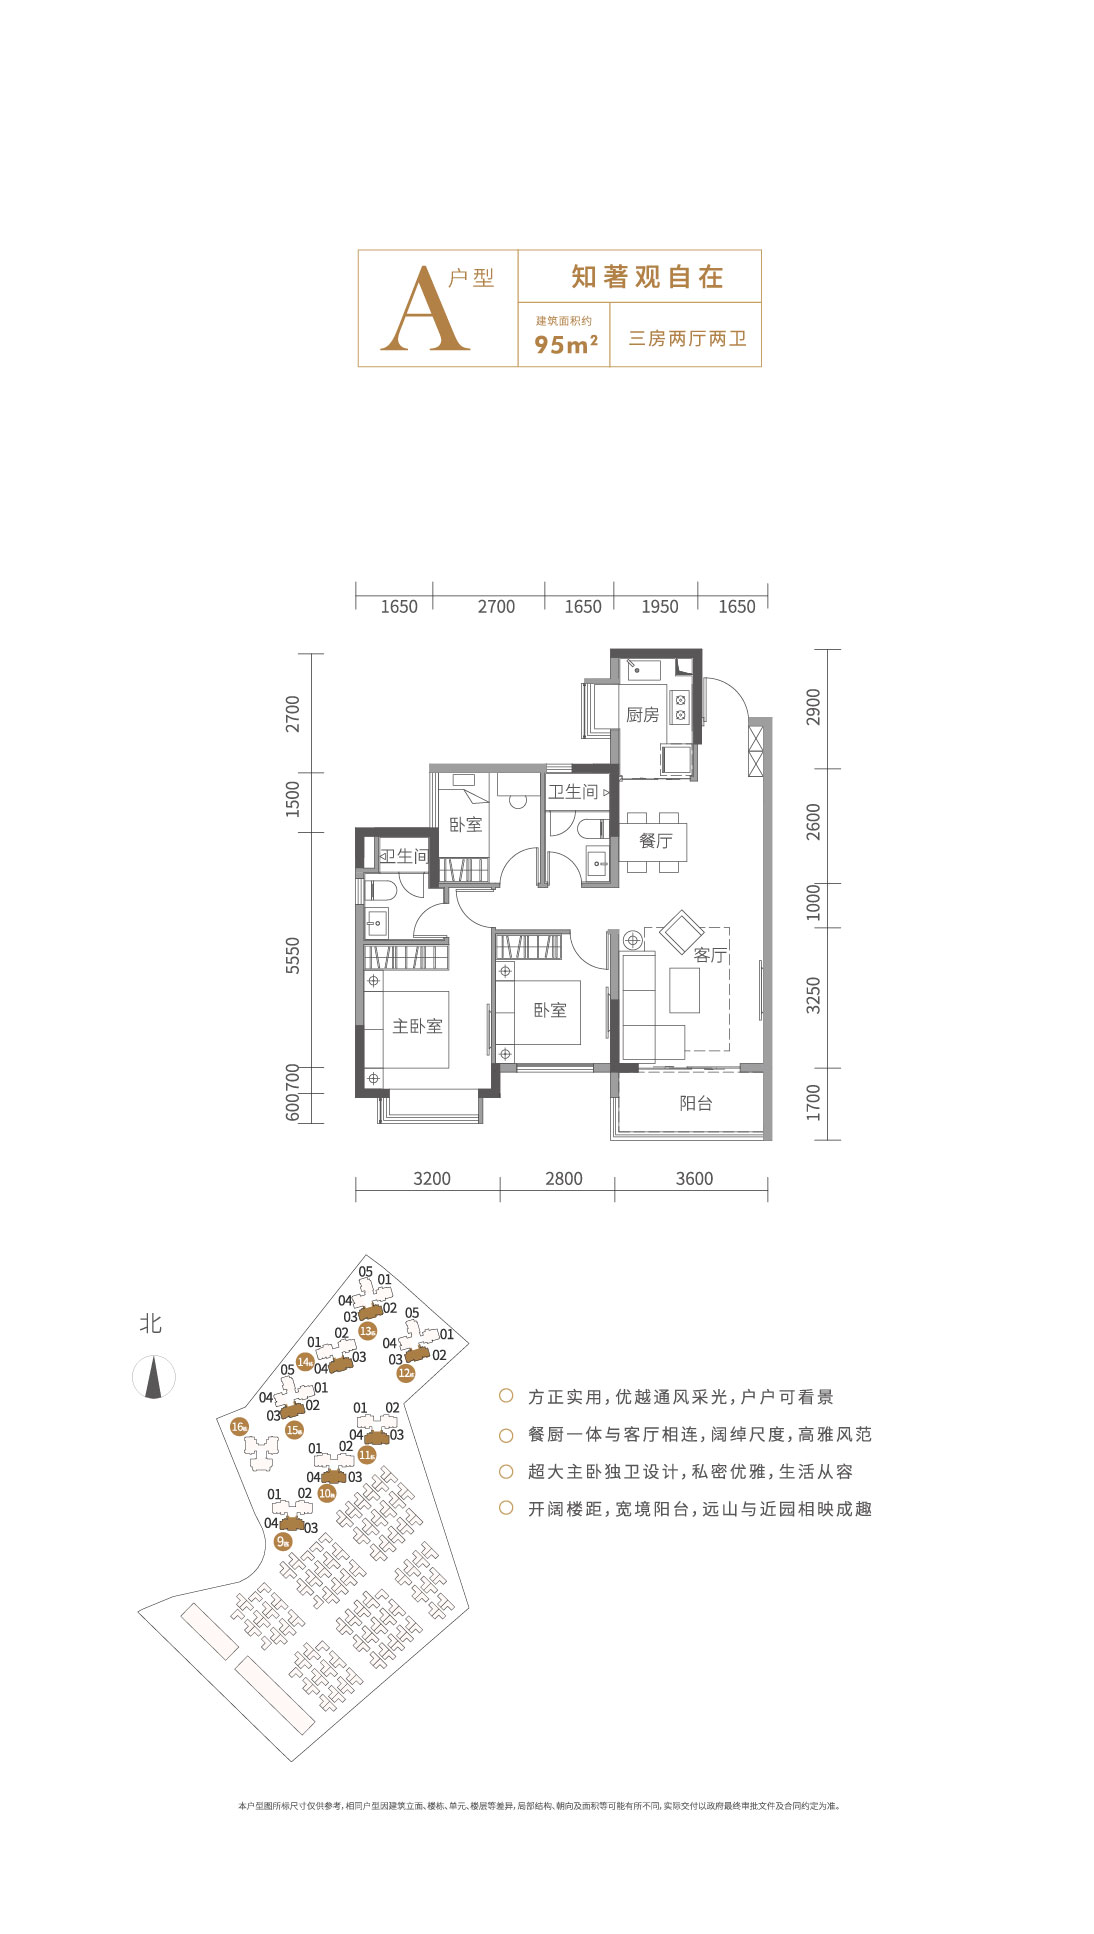 A户型
知著观自在
建筑面积约
95m²
三房两厅两卫
1650 2700 1650 1950 1650
2700
1500
5550
700
600
2900
2600
1000
3250
1700
厨房
卫生间
卧室
餐厅
卫生间
客厅
卧室
主卧室
阳台
3200 2800 3600
北
05 01
04 02
03
13栋
05
01
04
02
03
12栋
02
01
03
14栋
04
05
01
04
02
03
15栋
16栋
01 02
04 03
11栋
01 02
04 03
10栋
01 02
04 03
9栋
方正实用,优越通风采光,户户可看景
餐厨一体与客厅相连,阔绰尺度,高雅风范
超大主卧独卫设计,私密优雅,生活从容
开阔楼距,宽境阳台,远山与近园相映成趣
本户型图所标尺寸仅供参考,相同户型因建筑立面、楼栋、单元、楼层等差异,局部结构、朝向及面积等可能有所不同,实际交付以政府最终审批文件及合同约定为准。